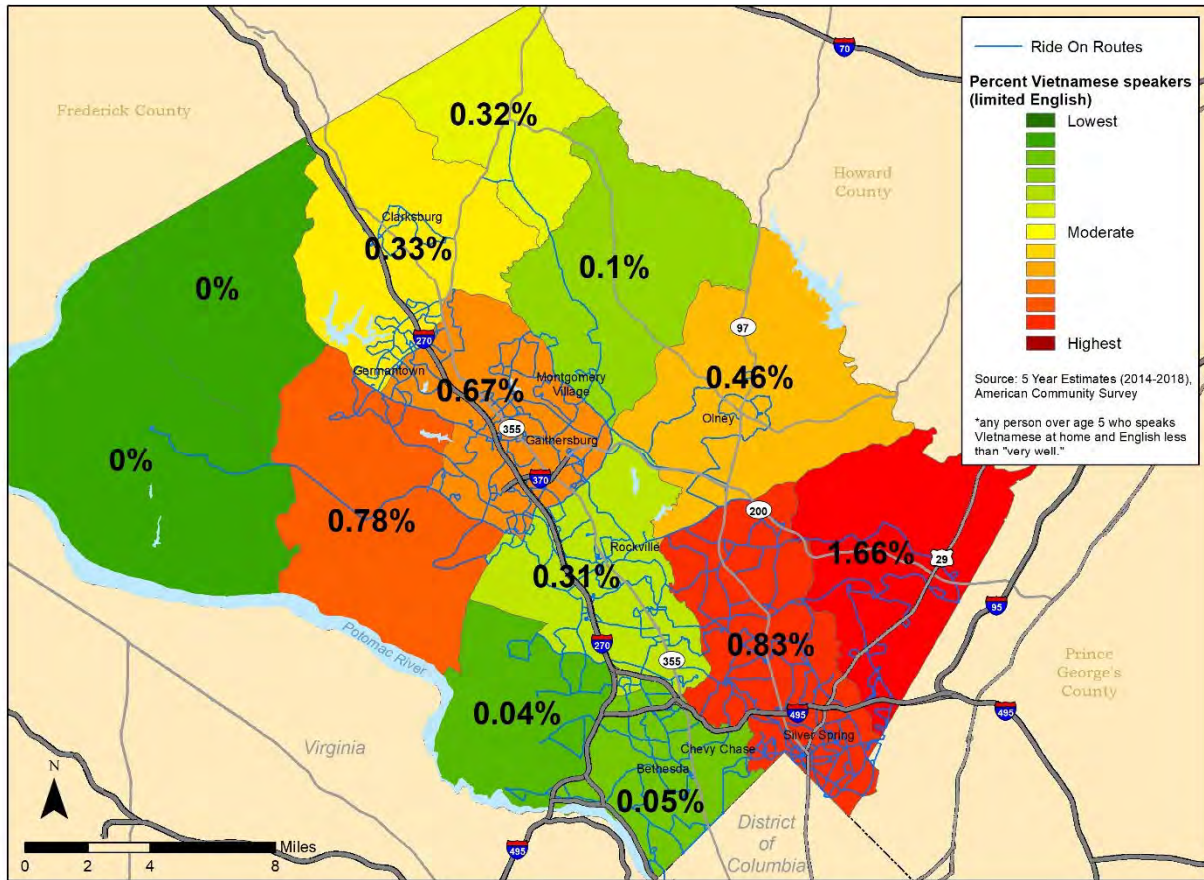 Ride On Routes
Percent Vietnamese speakers
(limited English)
Lowest
Moderate
Highest
Source: 5 Year Estimates (2014-2018),
American Community Survey
*any person over age 5 who speaks
VIetnamese at home and English less
than "very well."
70
Frederick County
0.32%
Howard
County
Clarksburg
0.33%
0.1%
0%
97
270
Germantown
0.67%
Montgomery
Village
0.46%
Olney
355
Gaithersburg
0%
370
0.78%
200
Rockville
1.66%
29
0.31%
95
Potomac River
270
355
0.83%
Prince
George's
County
0.04%
495
495
Virginia
Chevy Chase
Silver Spring
Bethesda
0.05%
N
District
of
Columbia
Miles
0 2 4 8
495